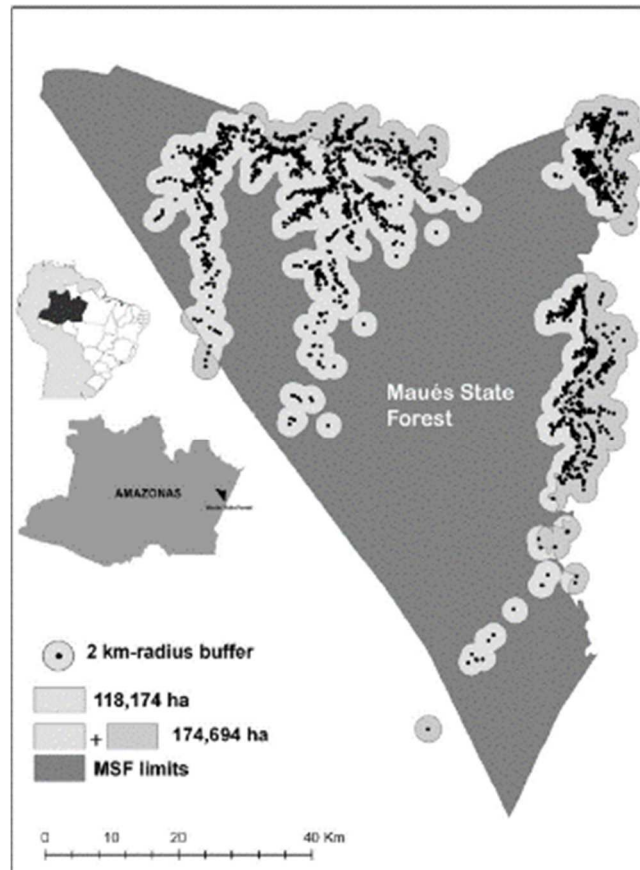 Maués State
Forest
AMAZONAS
2 km-radius buffer
118,174 ha
+ 174,694 ha
MSF limits
0 10 20 40 Km